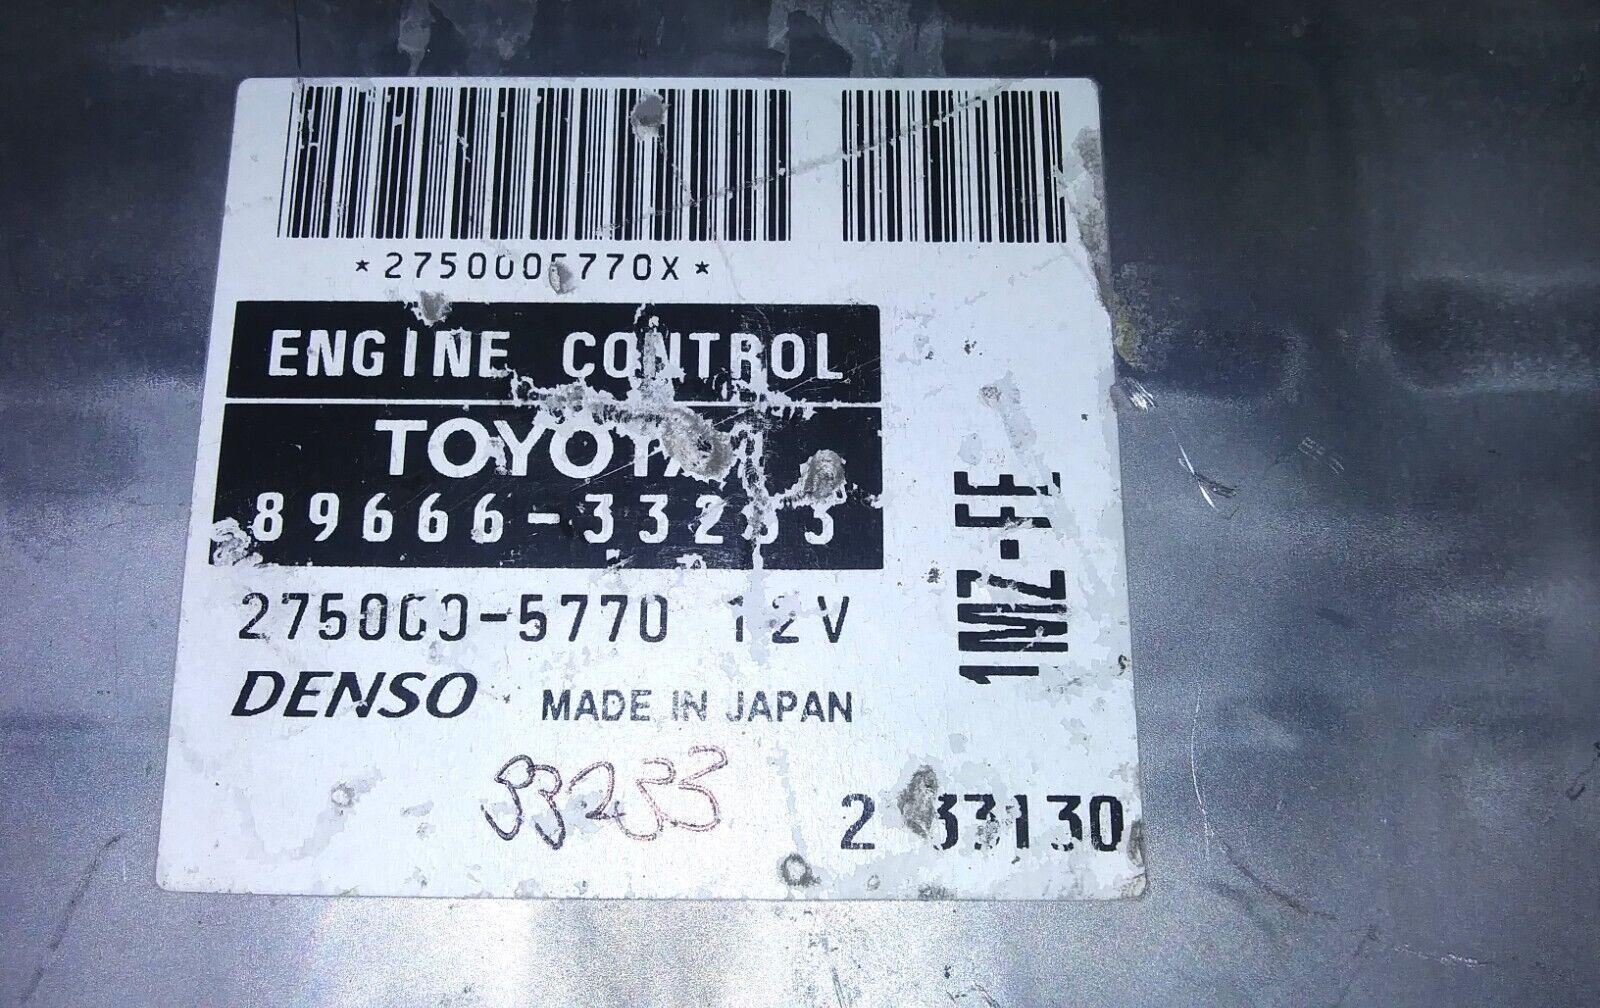 *2750005770X*
ENGINE CONTROL
TOYOTA
89666-33233
275000-5770 12V
DENSO MADE IN JAPAN
1MZ-FE
33233